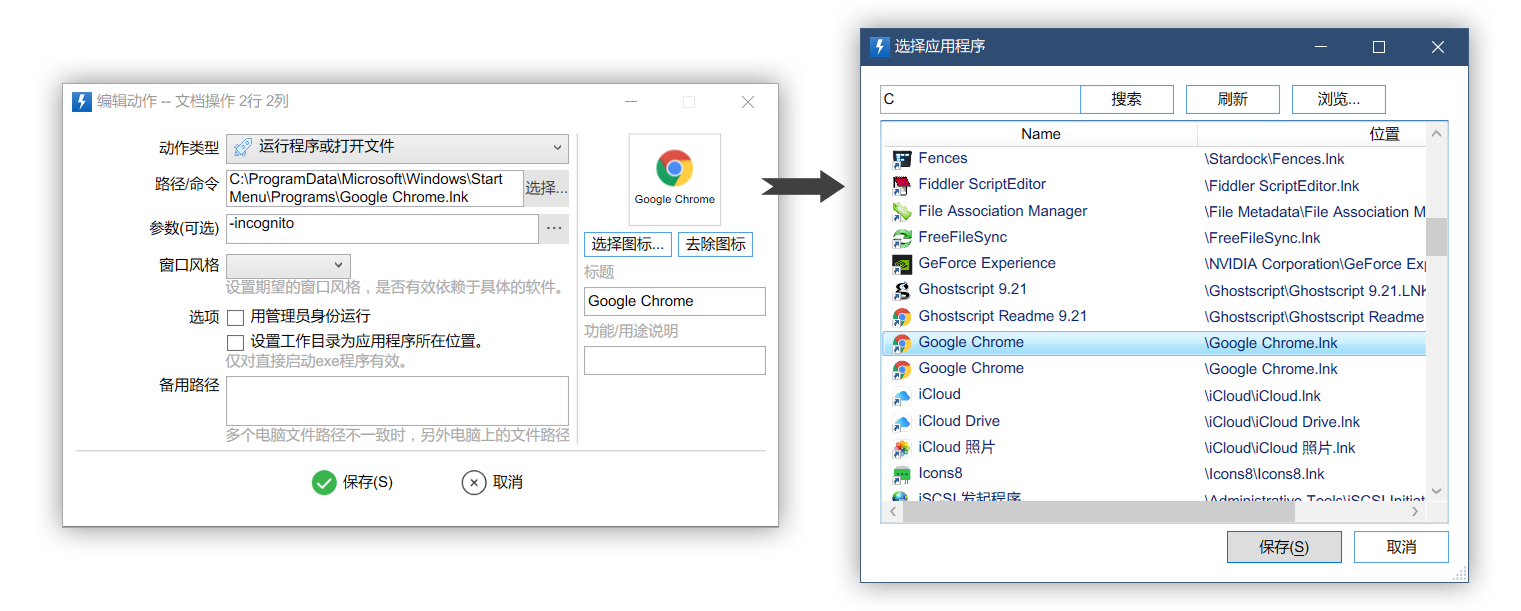 编辑动作 -- 文档操作 2行 2列
动作类型
运行程序或打开文件
路径/命令
C:\ProgramData\Microsoft\Windows\Start
Menu\Programs\Google Chrome.lnk
选择...
参数(可选)
-incognito
...
窗口风格
设置期望的窗口风格，是否有效依赖于具体的软件。
选项
用管理员身份运行
设置工作目录为应用程序所在位置。
仅对直接启动exe程序有效。
备用路径
多个电脑文件路径不一致时，另外电脑上的文件路径
Google Chrome
选择图标...
去除图标
标题
Google Chrome
功能/用途说明
保存(S)
取消
选择应用程序
C
搜索
刷新
浏览...
Name
位置
Fences
\Stardock\Fences.lnk
Fiddler ScriptEditor
\Fiddler ScriptEditor.lnk
File Association Manager
\File Metadata\File Association M
FreeFileSync
\FreeFileSync.lnk
GeForce Experience
\NVIDIA Corporation\GeForce Exp
Ghostscript 9.21
\Ghostscript\Ghostscript 9.21.LNK
Ghostscript Readme 9.21
\Ghostscript\Ghostscript Readme
Google Chrome
\Google Chrome.lnk
Google Chrome
\Google Chrome.lnk
iCloud
\iCloud\iCloud.lnk
iCloud Drive
\iCloud\iCloud Drive.lnk
iCloud 照片
\iCloud\iCloud 照片.lnk
Icons8
\Icons8\Icons8.lnk
iSCSI 发起程序
\Administrative Tools\iSCSI Initiat
保存(S)
取消